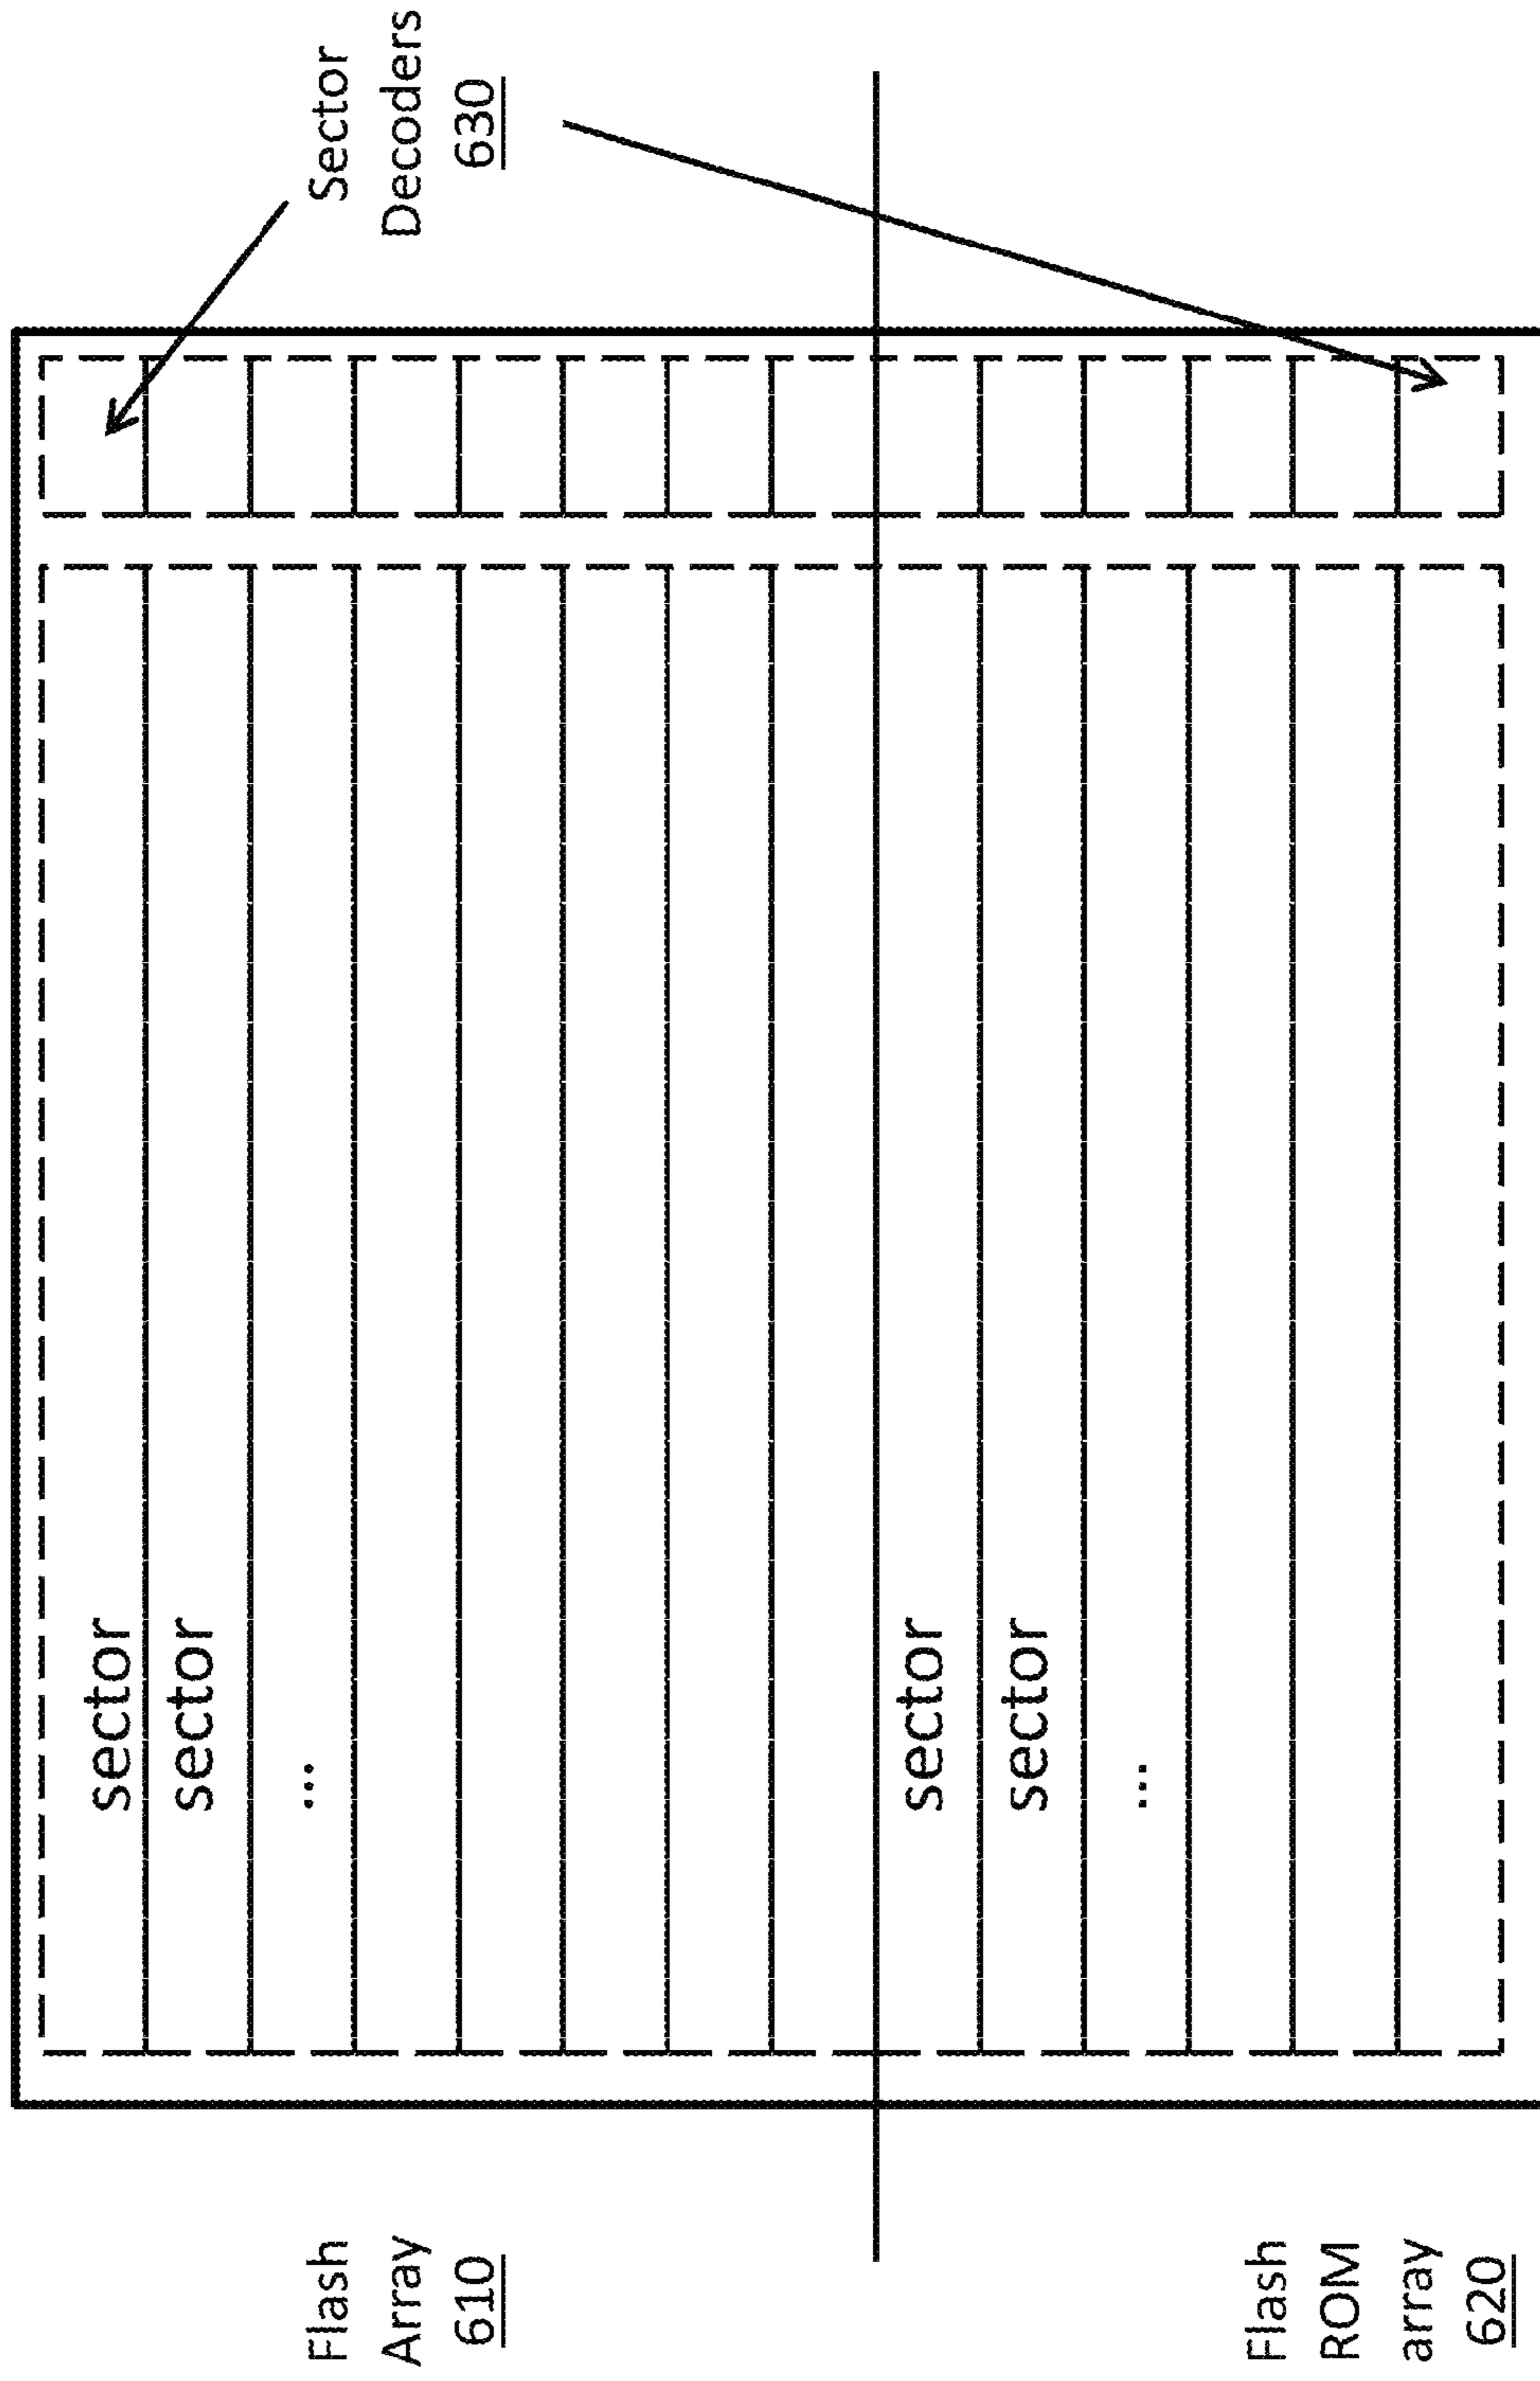 Flash
Array
610
sector
sector
...
Sector
Decoders
630
Flash
ROM
array
620
sector
sector
...